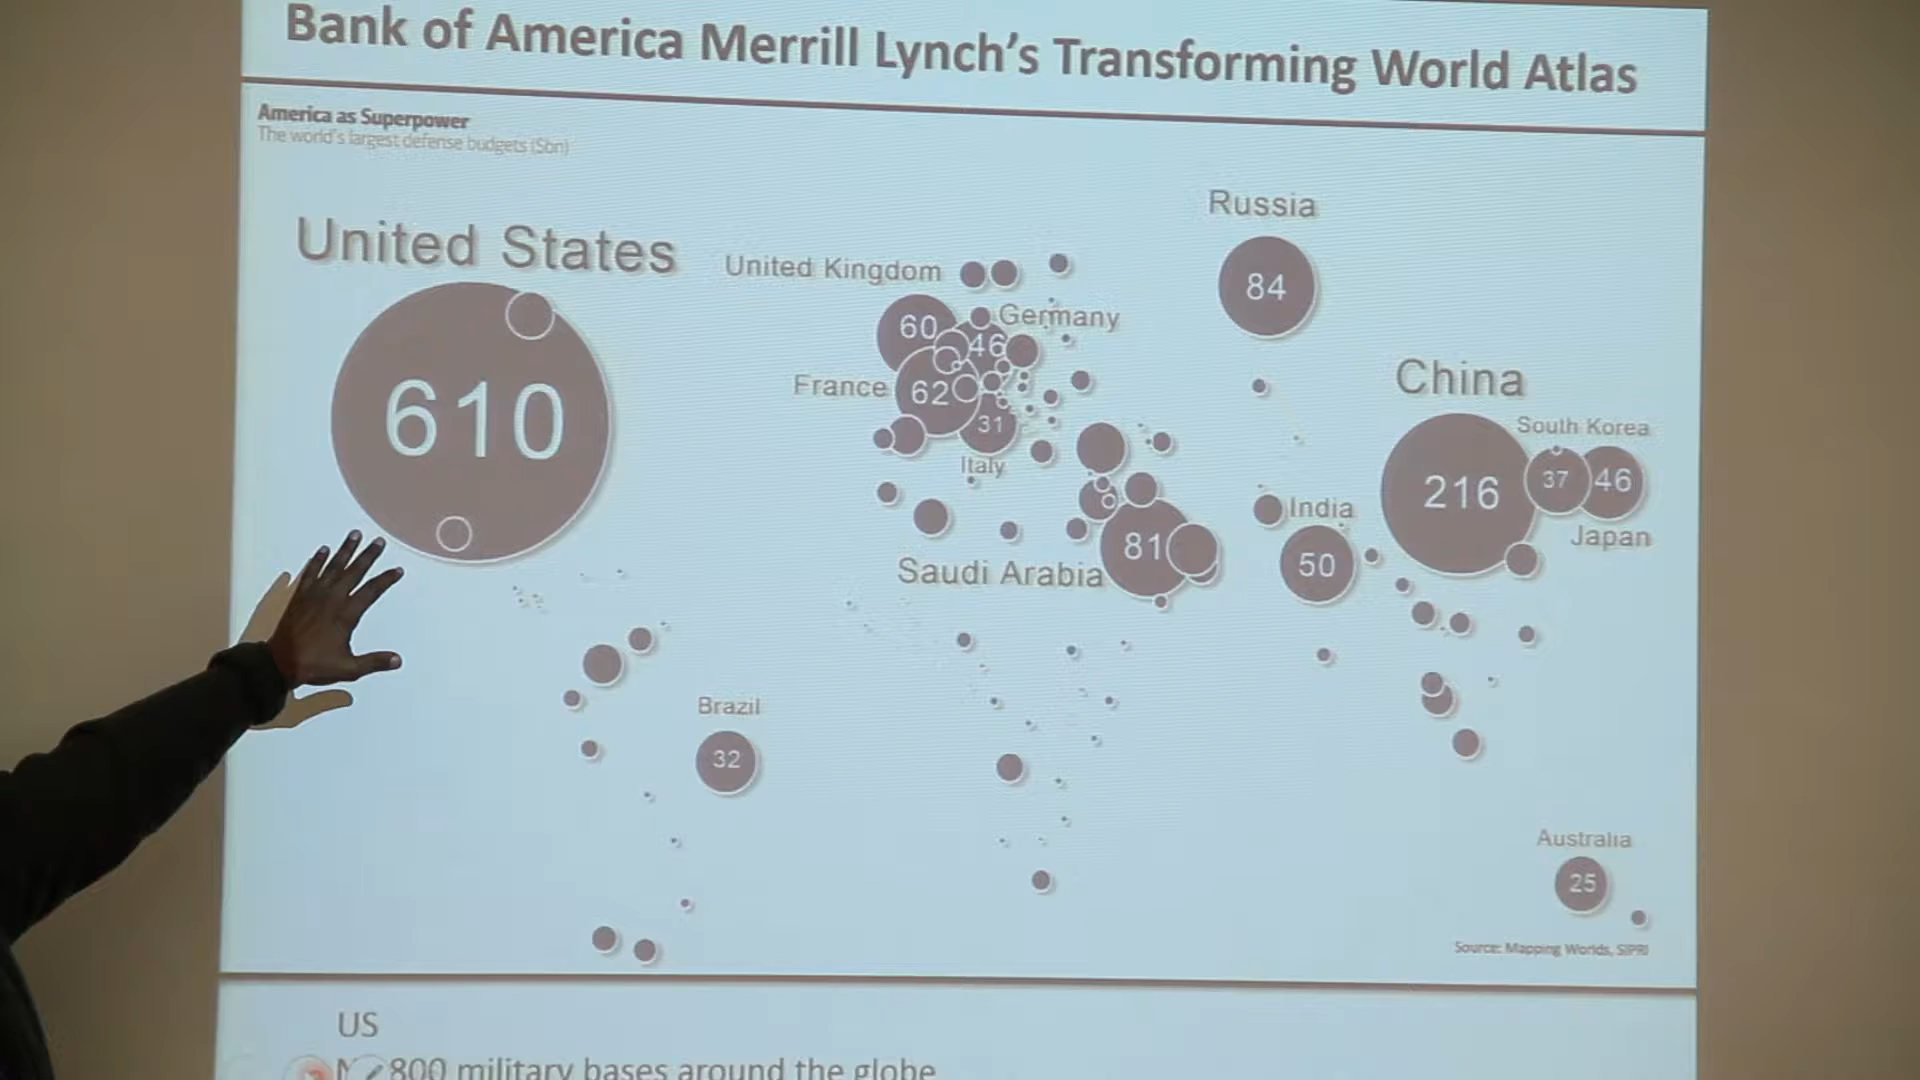 Bank of America Merrill Lynch's Transforming World Atlas
America as Superpower
The world's largest defense budgets ($bn)
Russia
84
United States
610
United Kingdom
60
Germany
46
France
62
31
Italy
China
216
South Korea
37
46
Japan
India
50
Saudi Arabia
81
Brazil
32
Australia
25
Source: Mapping Worlds, SIPRI
US
800 military bases around the globe